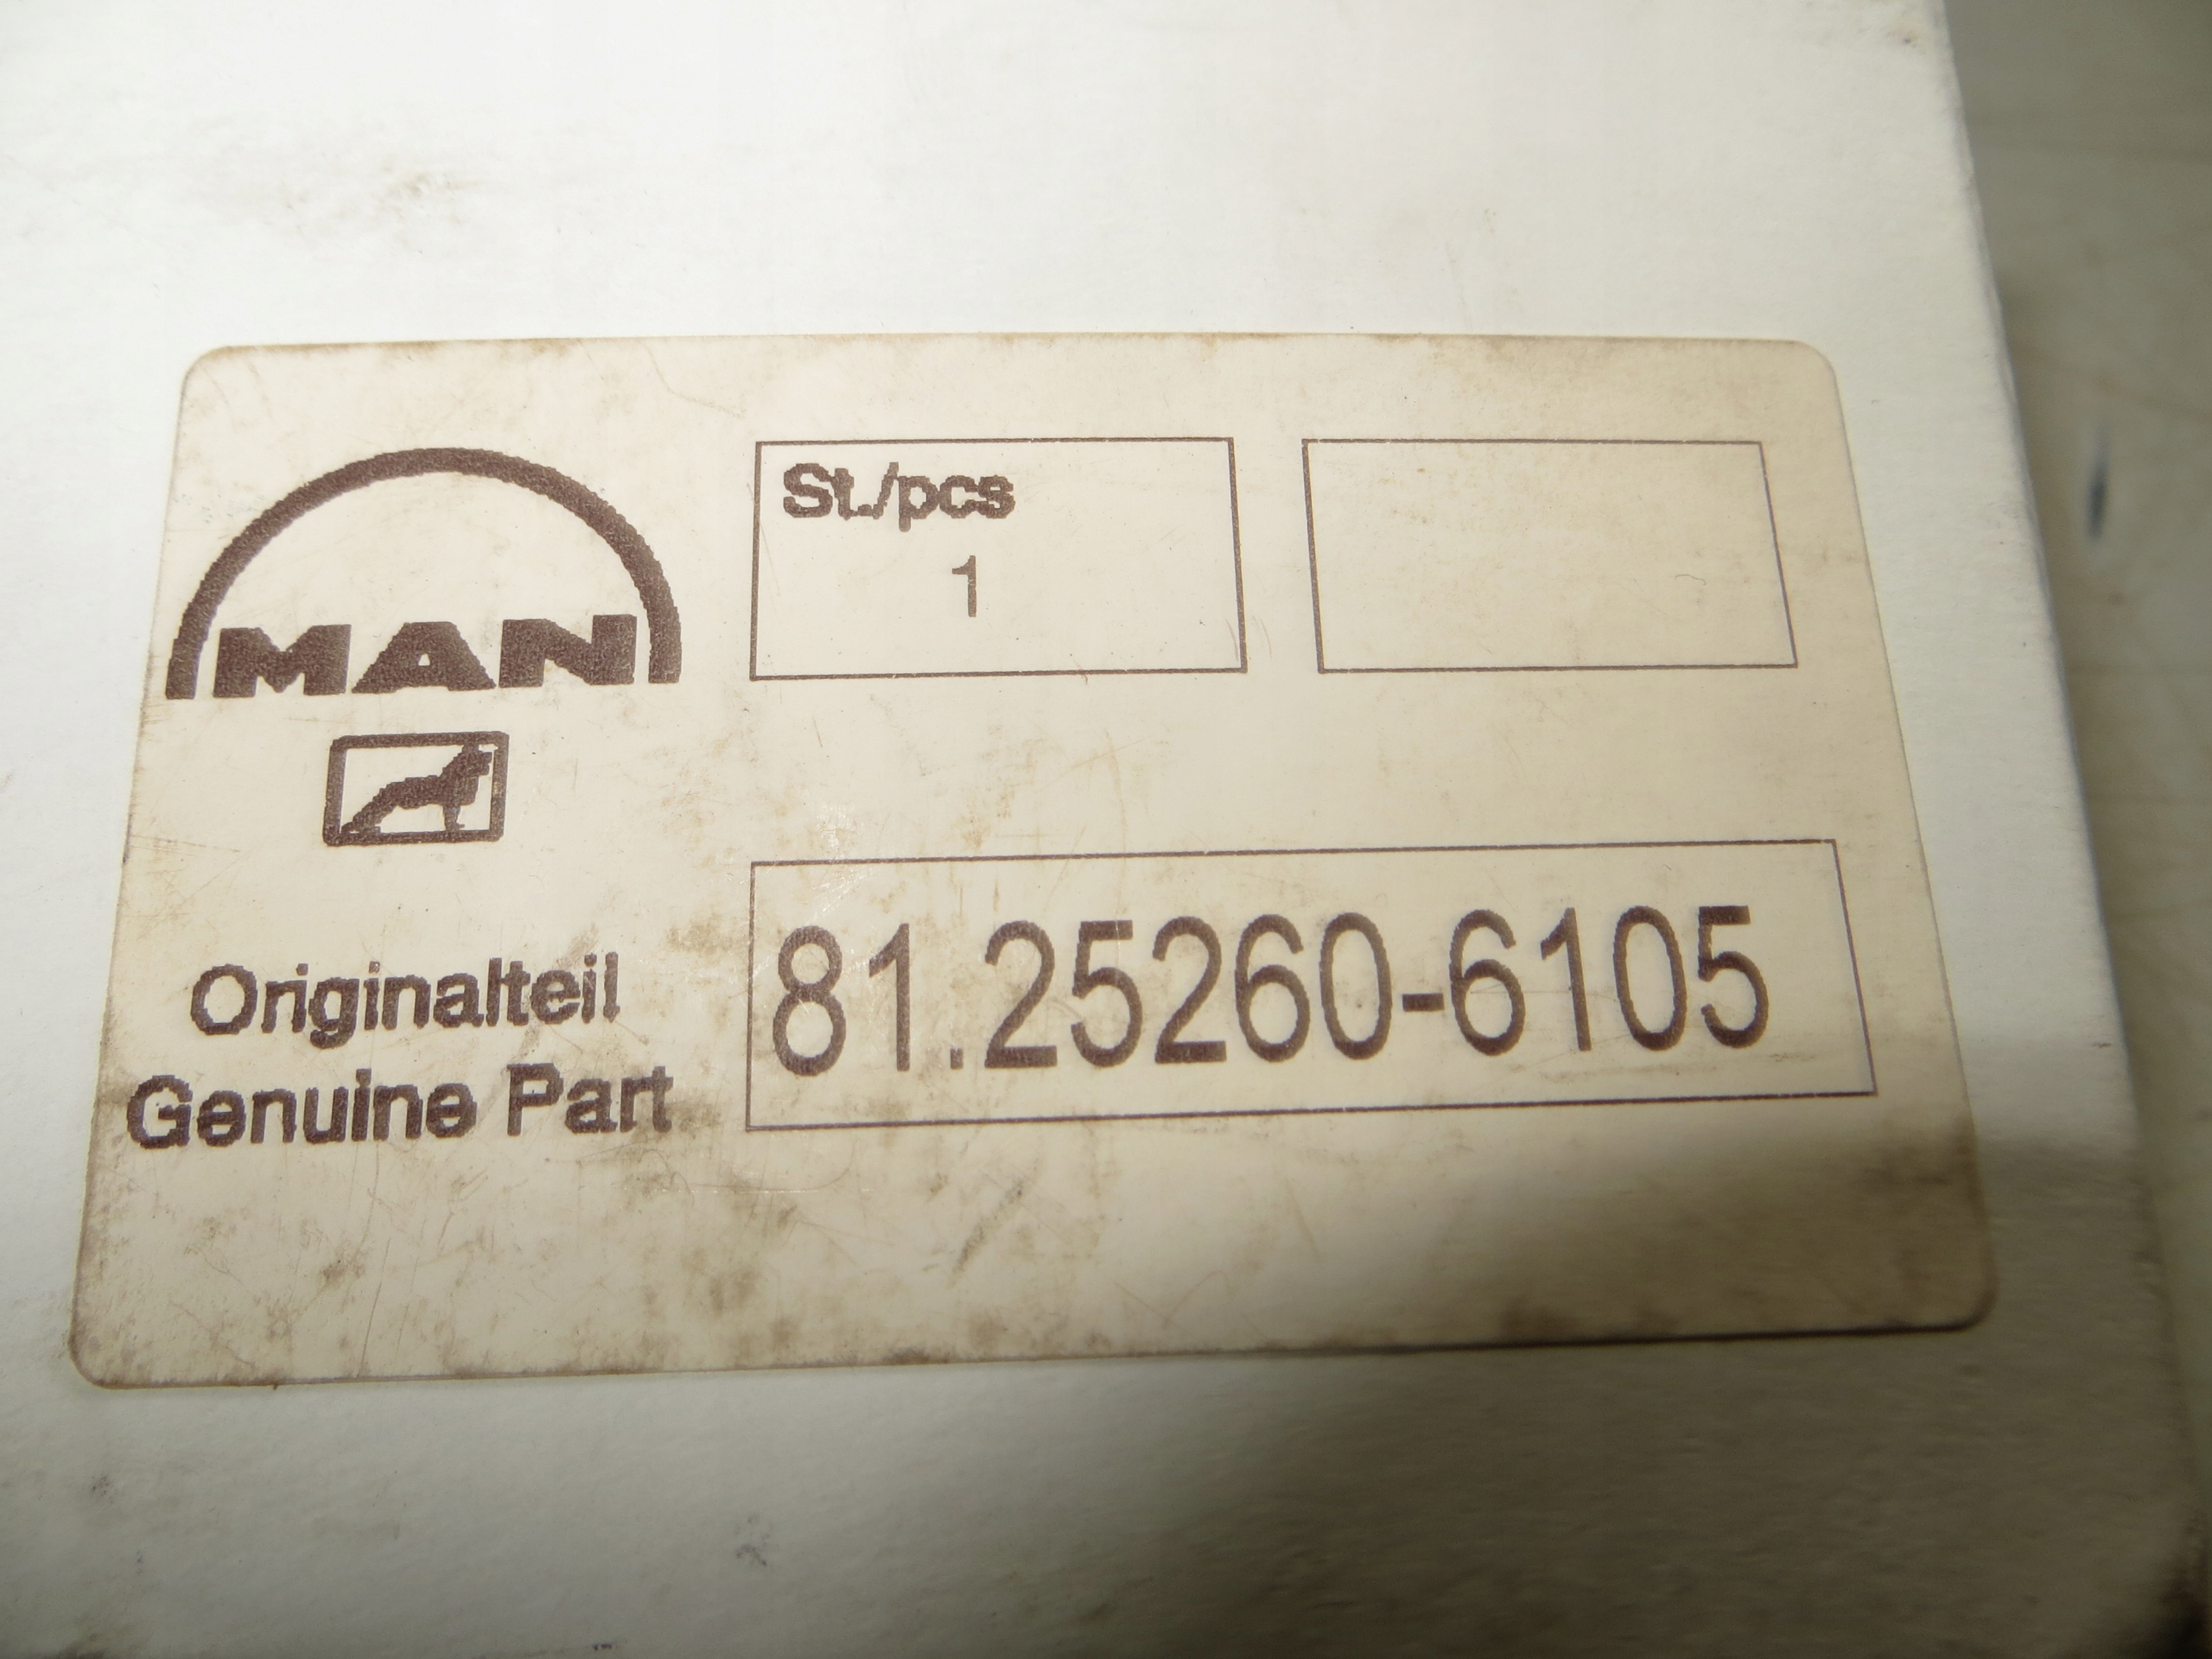 MAN
St./pcs
1
Originalteil
Genuine Part
81.25260-6105